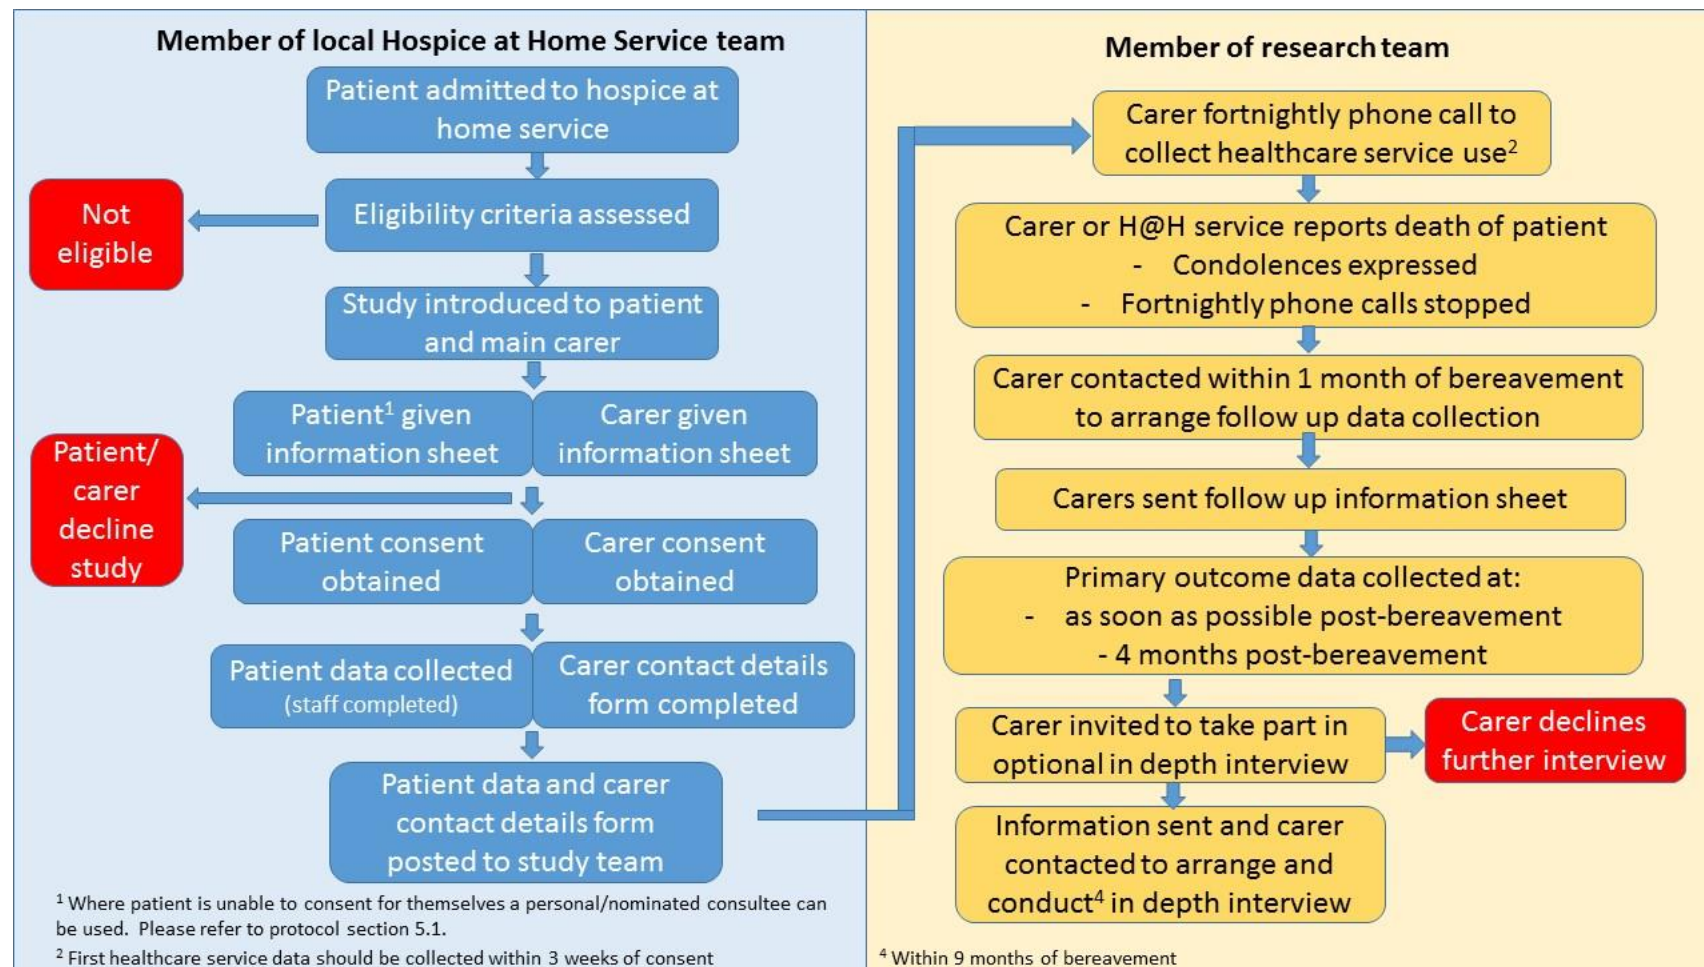 Member of local Hospice at Home Service team
Patient admitted to hospice at
home service
Not
eligible
Eligibility criteria assessed
Study introduced to patient
and main carer
Patient¹ given
information sheet
Carer given
information sheet
Patient/
carer
decline
study
Patient consent
obtained
Carer consent
obtained
Patient data collected
(staff completed)
Carer contact details
form completed
Patient data and carer
contact details form
posted to study team
¹ Where patient is unable to consent for themselves a personal/nominated consultee can
be used. Please refer to protocol section 5.1.
² First healthcare service data should be collected within 3 weeks of consent
Member of research team
Carer fortnightly phone call to
collect healthcare service use²
Carer or H@H service reports death of patient
- Condolences expressed
- Fortnightly phone calls stopped
Carer contacted within 1 month of bereavement
to arrange follow up data collection
Carers sent follow up information sheet
Primary outcome data collected at:
- as soon as possible post-bereavement
- 4 months post-bereavement
Carer invited to take part in
optional in depth interview
Carer declines
further interview
Information sent and carer
contacted to arrange and
conduct⁴ in depth interview
⁴ Within 9 months of bereavement